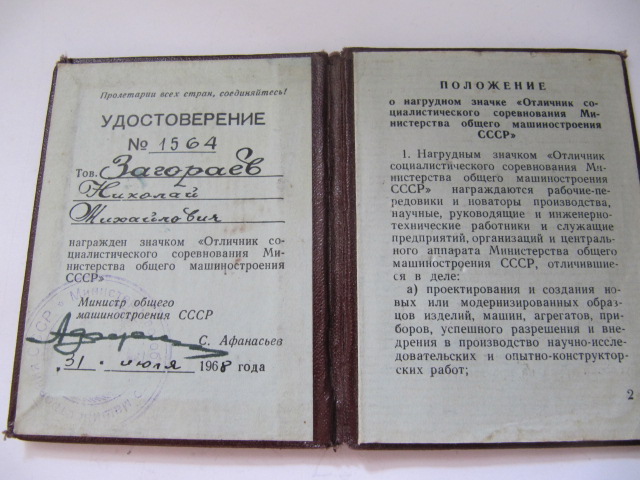 Пролетарии всех стран, соединяйтесь!
УДОСТОВЕРЕНИЕ
№ 1564
Тов. Загораев
Николай
Михайлович
награжден значком «Отличник со-
циалистического соревнования Ми-
нистерства общего машиностроения
СССР»
Министр общего
машиностроения СССР
С. Афанасьев
„31 " июля 1968 года
ПОЛОЖЕНИЕ
о нагрудном значке «Отличник со-
циалистического соревнования Ми-
нистерства общего машиностроения
СССР»
1. Нагрудным значком «Отличник
социалистического соревнования Ми-
нистерства общего машиностроения
СССР» награждаются рабочие-пе-
редовики и новаторы производства,
научные, руководящие и инженерно-
технические работники и служащие
предприятий, организаций и централь-
ного аппарата Министерства общего
машиностроения СССР, отличившие-
ся в деле:
а) проектирования и создания но-
вых или модернизированных образ-
цов изделий, машин, агрегатов, при-
боров, успешного разрешения и вне-
дрения в производство научно-иссле-
довательских и опытно-конструктор-
ских работ;
2